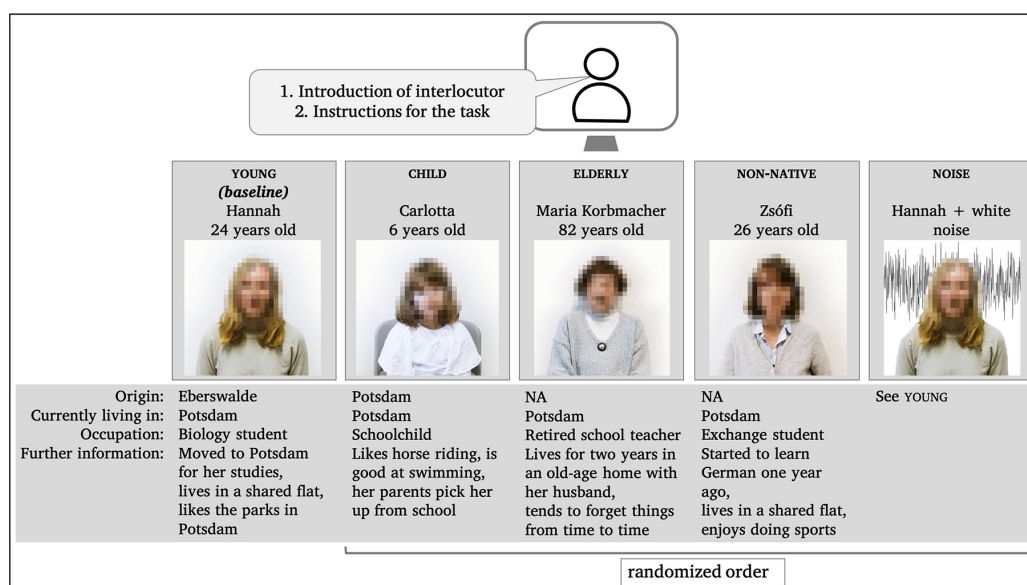 1. Introduction of interlocutor
2. Instructions for the task
YOUNG
(baseline)
Hannah
24 years old
CHILD
Carlotta
6 years old
ELDERLY
Maria Korbmacher
82 years old
NON-NATIVE
Zsófi
26 years old
NOISE
Hannah + white
noise
Origin:
Currently living in:
Occupation:
Further information:
Eberswalde
Potsdam
Biology student
Moved to Potsdam
for her studies,
lives in a shared flat,
likes the parks in
Potsdam
Potsdam
Potsdam
Schoolchild
Likes horse riding, is
good at swimming,
her parents pick her
up from school
NA
Potsdam
Retired school teacher
Lives for two years in
an old-age home with
her husband,
tends to forget things
from time to time
NA
Potsdam
Exchange student
Started to learn
German one year
ago,
lives in a shared flat,
enjoys doing sports
See YOUNG
randomized order